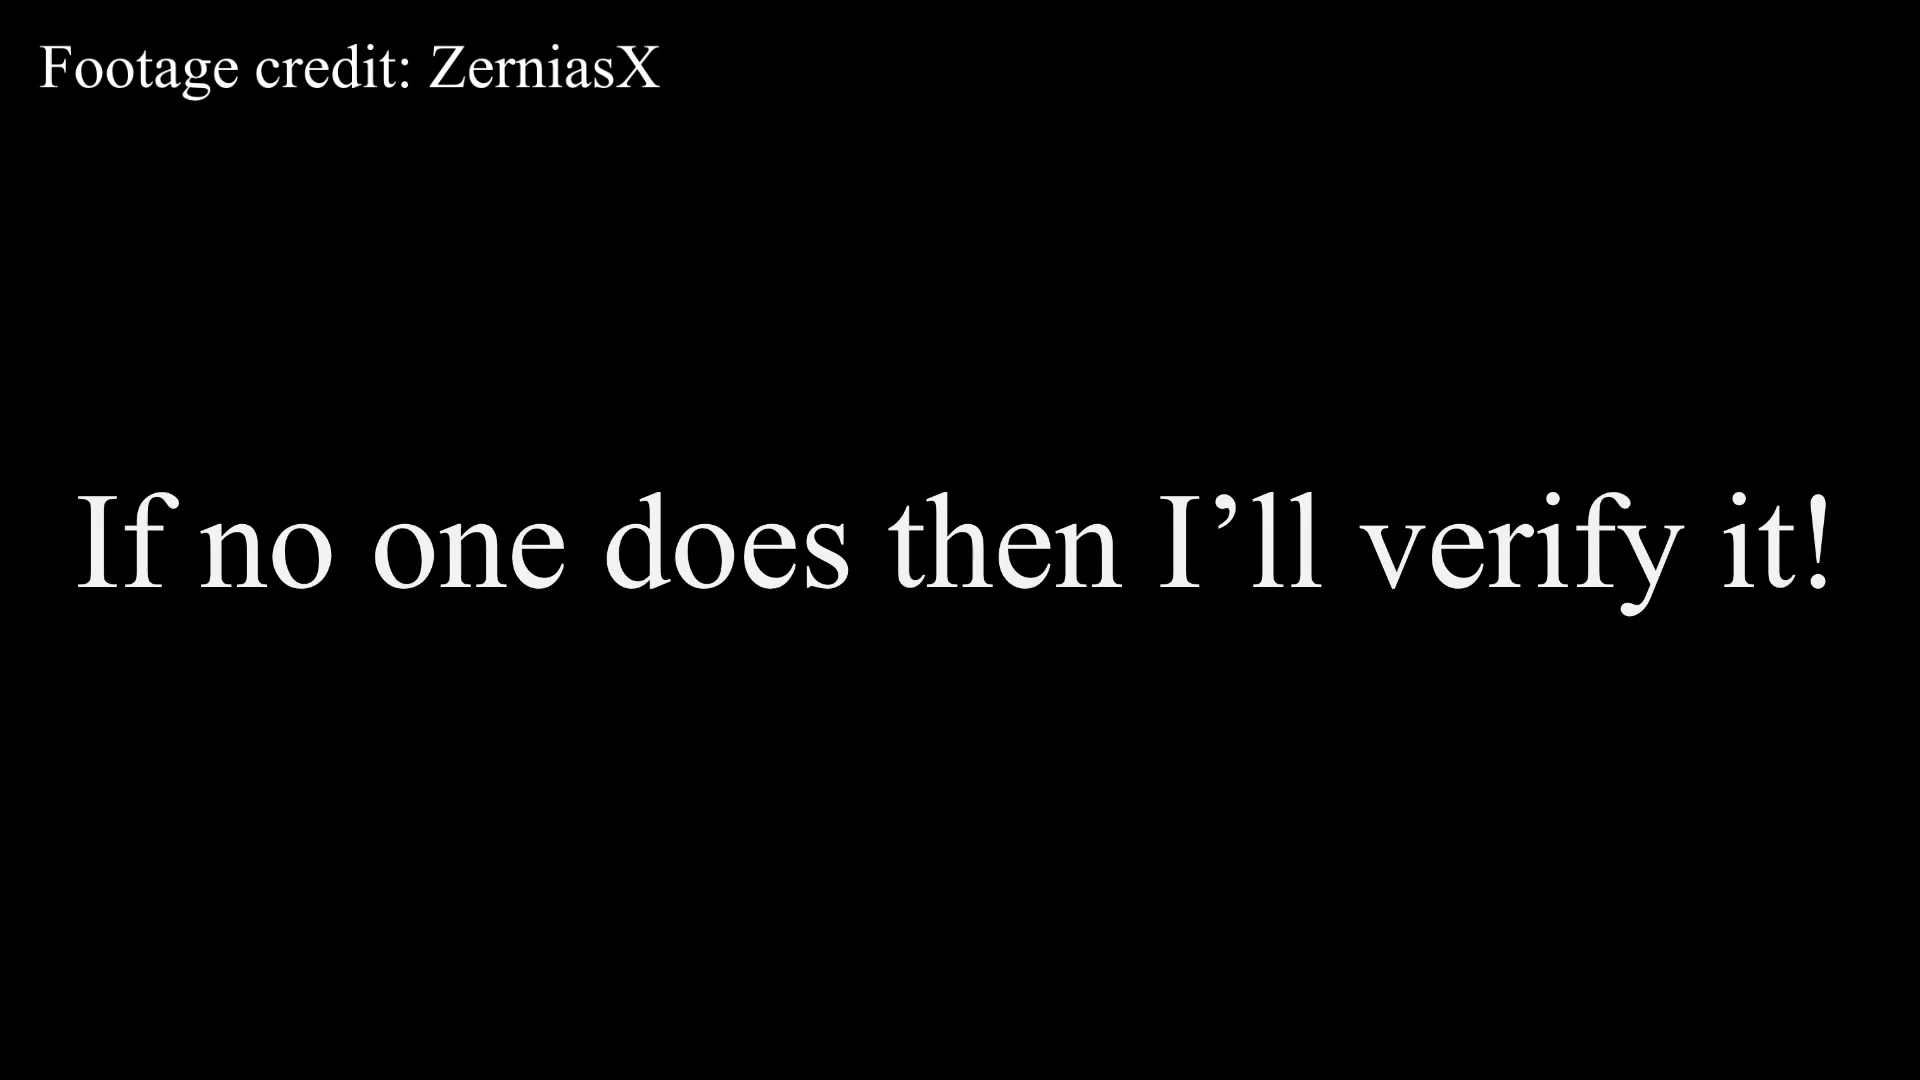 Footage credit: ZerniasX
If no one does then I’ll verify it!